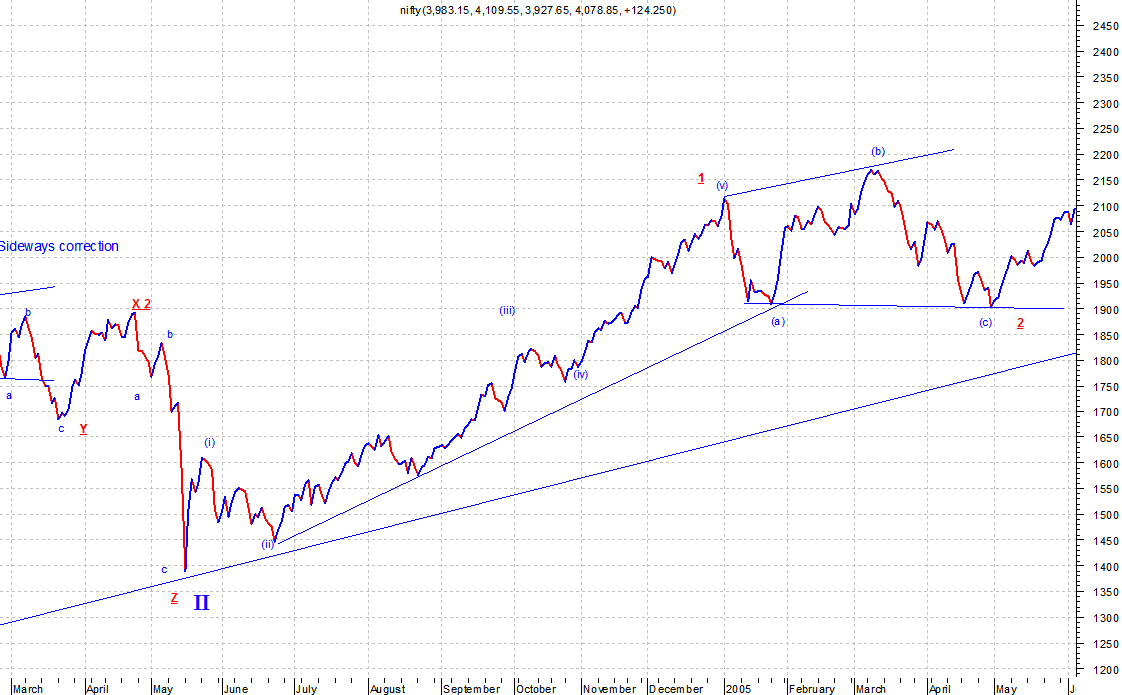 nifty(3,983.15, 4,109.55, 3,927.65, 4,078.85, +124.250)
2450
2400
2350
2300
2250
2200
2150
2100
2050
2000
1950
1900
1850
1800
1750
1700
1650
1600
1550
1500
1450
1400
1350
1300
1250
1200
(b)
1
(v)
Sideways correction
X 2
b
(iii)
(a)
(c)
2
b
(iv)
a
a
c
Y
(i)
(ii)
c
Z
II
March April May June July August September October November December 2005 February March April May J